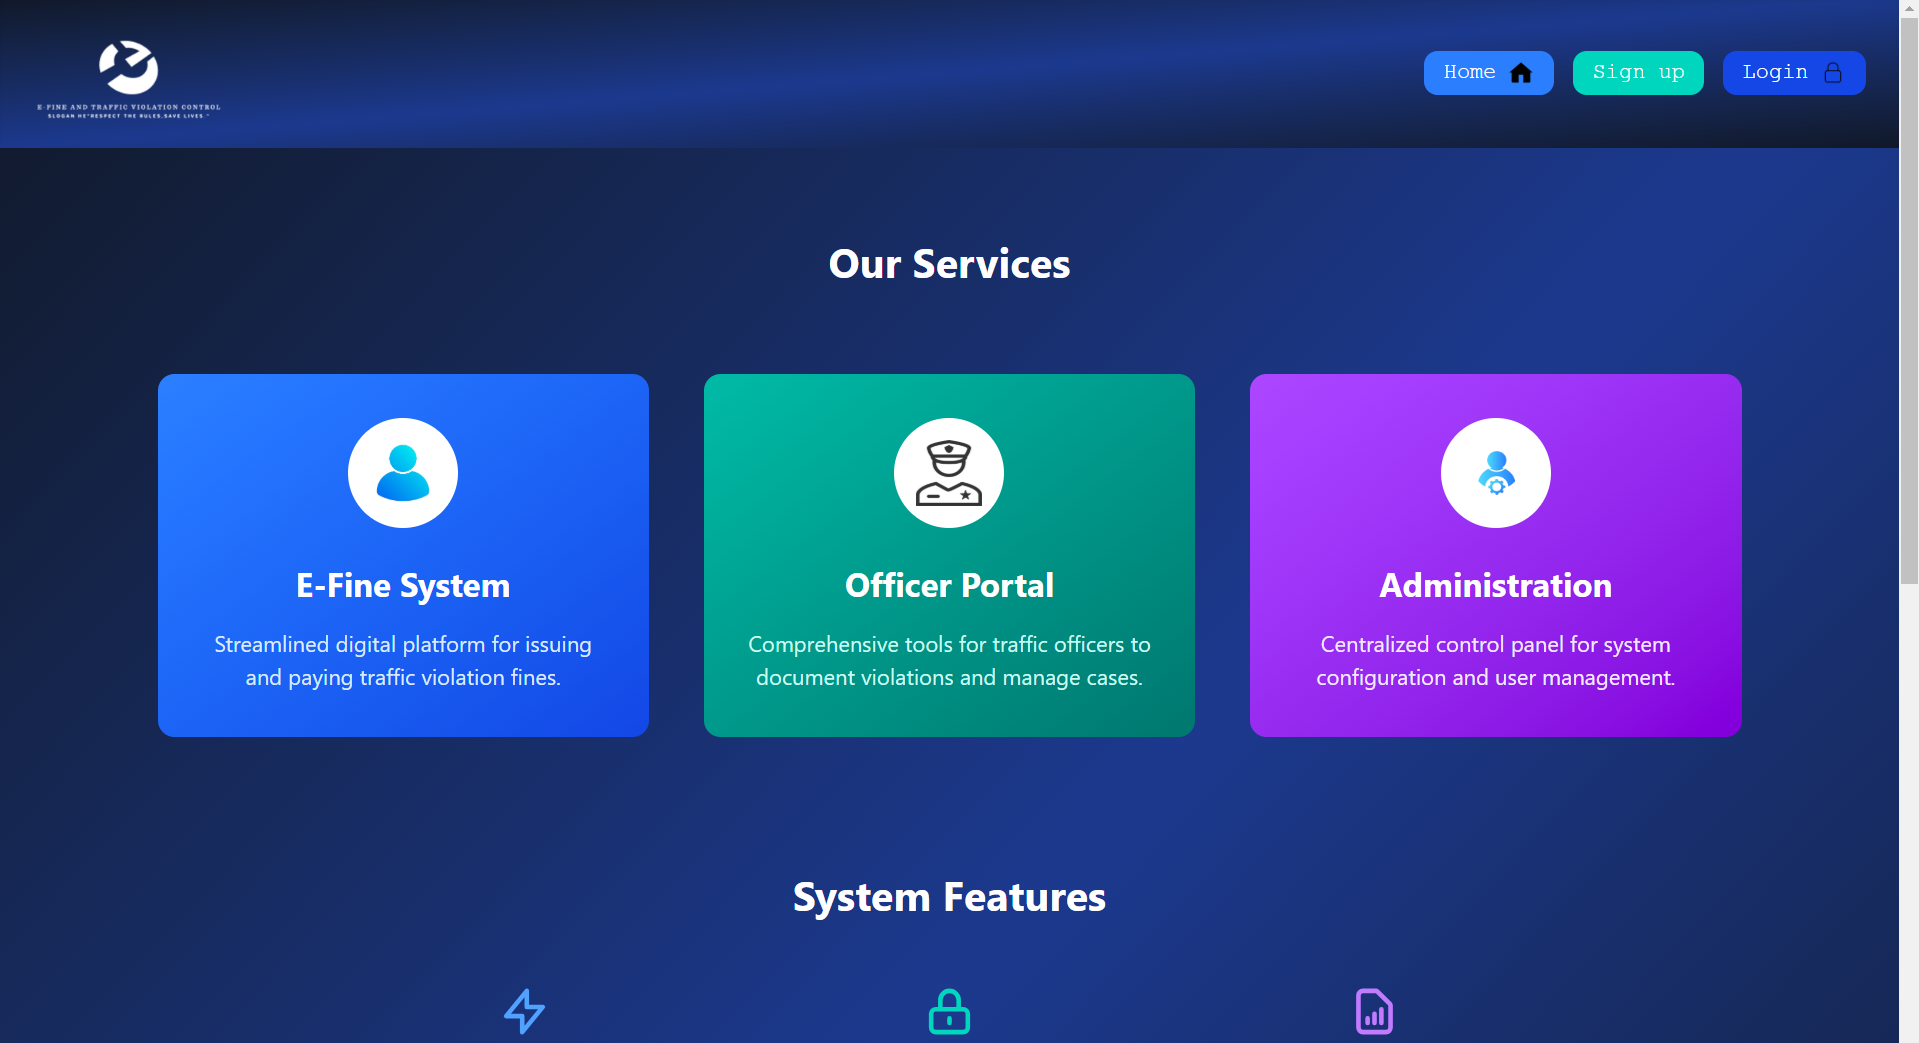 E-FINE AND TRAFFIC VIOLATION CONTROL
SLOGAN HE"RESPECT THE RULES,SAVE LIVES "
Home
Sign up
Login
Our Services
E-Fine System
Streamlined digital platform for issuing
and paying traffic violation fines.
Officer Portal
Comprehensive tools for traffic officers to
document violations and manage cases.
Administration
Centralized control panel for system
configuration and user management.
System Features